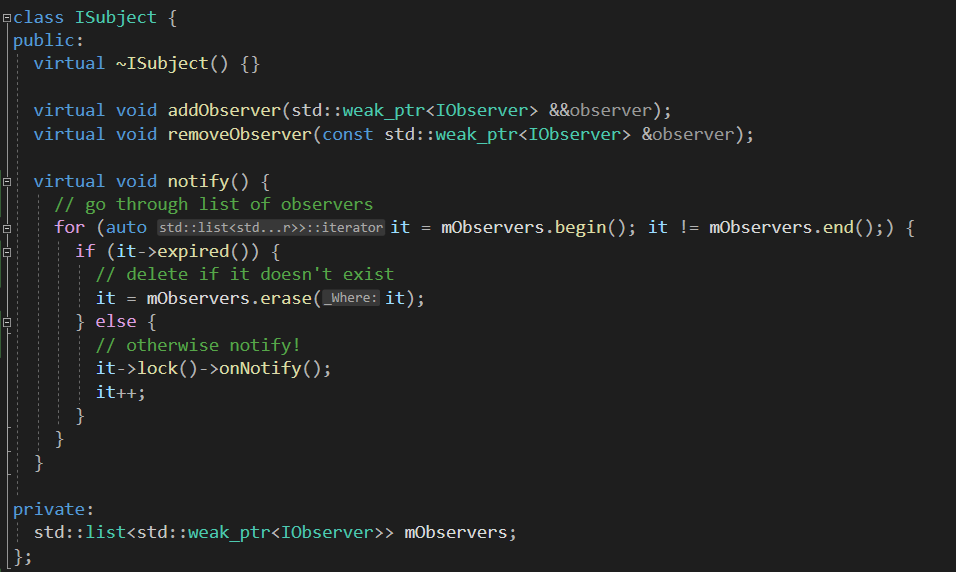 class ISubject {
public:
  virtual ~ISubject() {}

  virtual void addObserver(std::weak_ptr<IObserver> &&observer);
  virtual void removeObserver(const std::weak_ptr<IObserver> &observer);

  virtual void notify() {
    // go through list of observers
    for (auto std::list<std...r>>::iterator it = mObservers.begin(); it != mObservers.end();) {
      if (it->expired()) {
        // delete if it doesn't exist
        it = mObservers.erase(_Where: it);
      } else {
        // otherwise notify!
        it->lock()->onNotify();
        it++;
      }
    }
  }

private:
  std::list<std::weak_ptr<IObserver>> mObservers;
};